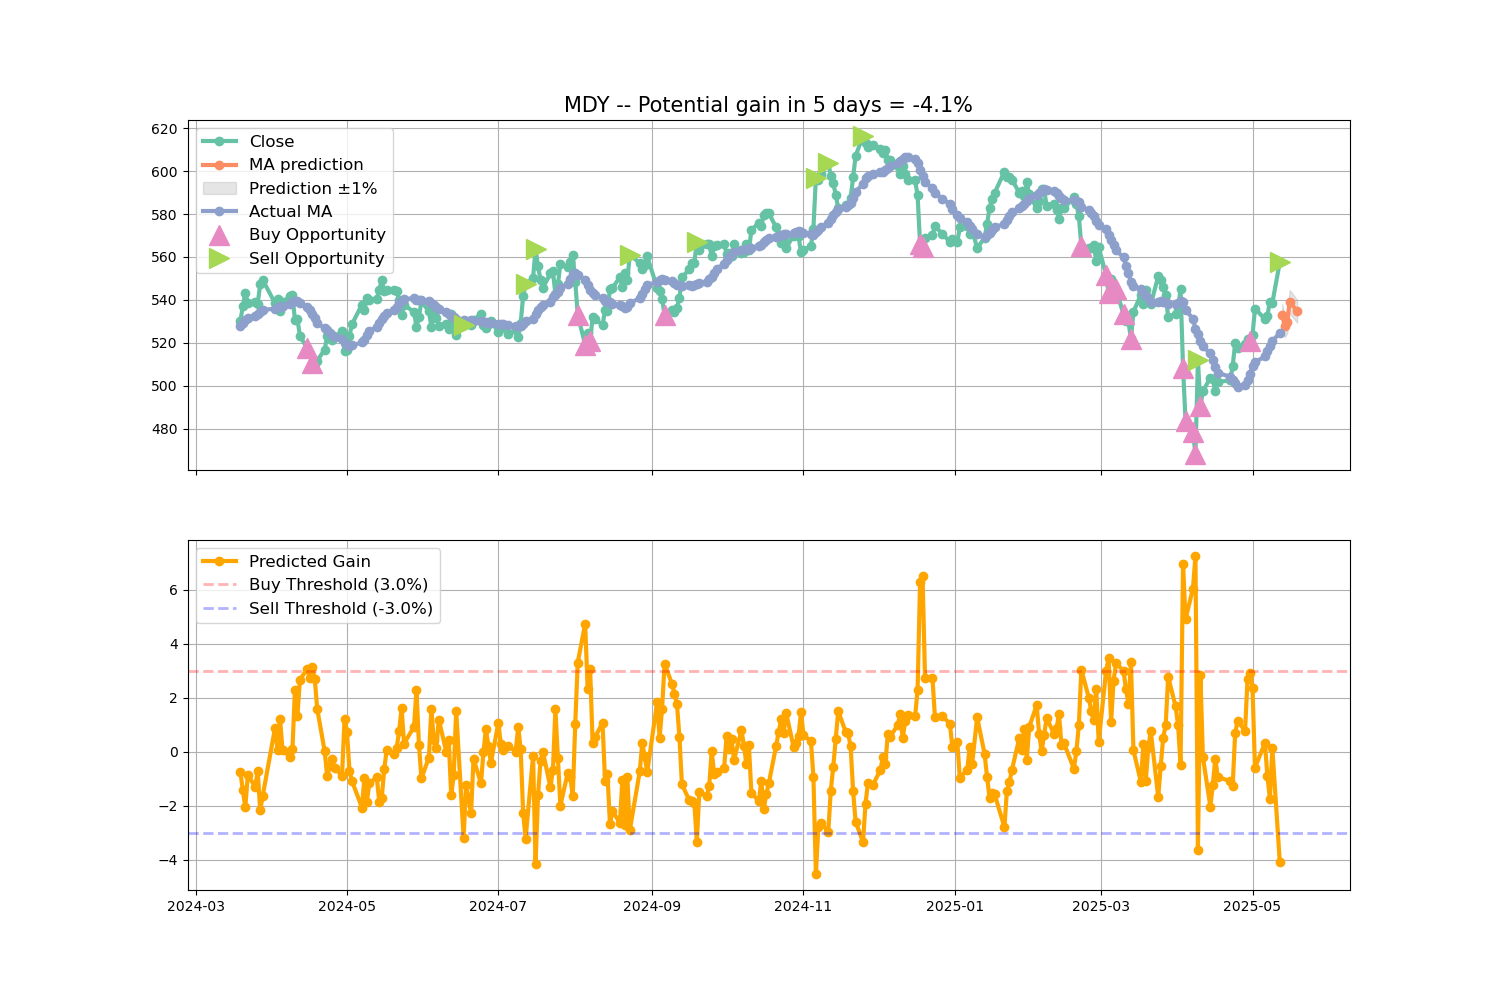 MDY -- Potential gain in 5 days = -4.1%
620
600
580
560
540
520
500
480
Close
MA prediction
Prediction ±1%
Actual MA
Buy Opportunity
Sell Opportunity
6
4
2
0
−2
−4
Predicted Gain
Buy Threshold (3.0%)
Sell Threshold (-3.0%)
2024-03
2024-05
2024-07
2024-09
2024-11
2025-01
2025-03
2025-05